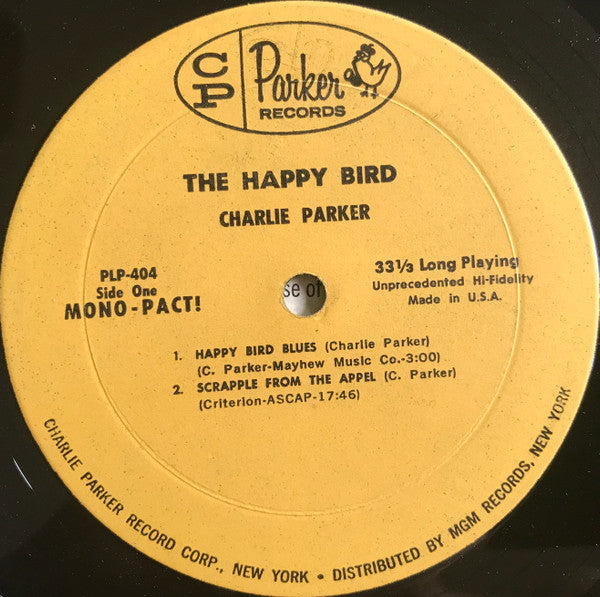 CP
Parker
RECORDS
THE HAPPY BIRD
CHARLIE PARKER
PLP-404
Side One
MONO-PACT!
33⅓ Long Playing
Unprecedented Hi-Fidelity
Made in U.S.A.
se of
1. HAPPY BIRD BLUES (Charlie Parker)
(C. Parker-Mayhew Music Co.-3:00)
2. SCRAPPLE FROM THE APPEL (C. Parker)
(Criterion-ASCAP-17:46)
CHARLIE PARKER RECORD CORP., NEW YORK • DISTRIBUTED BY MGM RECORDS, NEW YORK